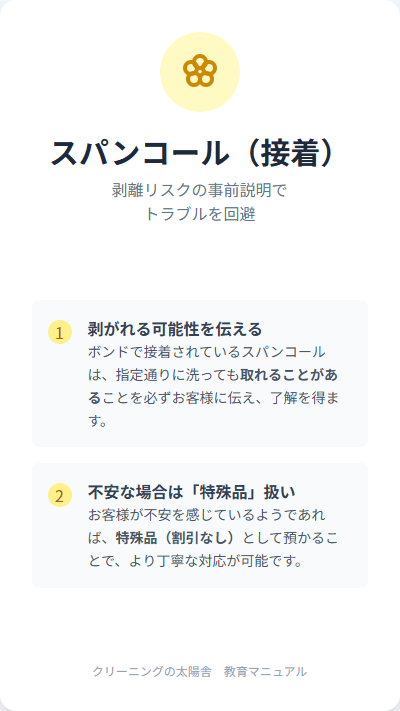 スパンコール（接着）
剥離リスクの事前説明で
トラブルを回避
1
剥がれる可能性を伝える
ボンドで接着されているスパンコール
は、指定通りに洗っても取れることがあ
ることを必ずお客様に伝え、了解を得ま
す。
2
不安な場合は「特殊品」扱い
お客様が不安を感じているようであれ
ば、特殊品（割引なし）として預かるこ
とで、より丁寧な対応が可能です。
クリーニングの太陽舎　教育マニュアル